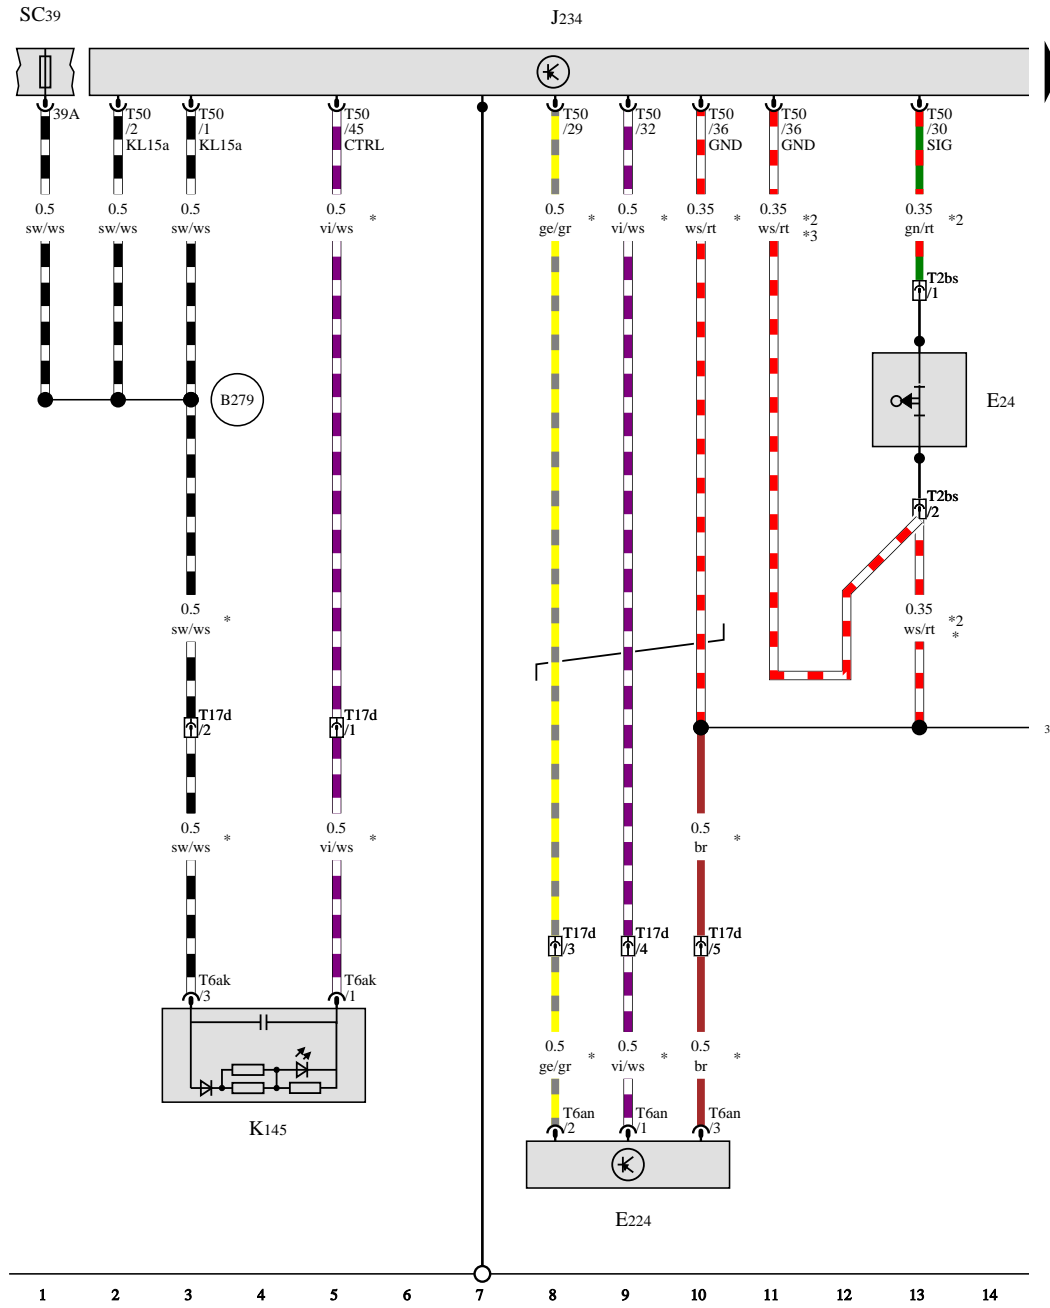 SC39
J234
39A
T50
/2
KL15a
T50
/1
KL15a
T50
/45
CTRL
T50
/29
T50
/32
T50
/36
GND
T50
/36
GND
T50
/30
SIG
0.5
sw/ws
0.5
sw/ws
0.5
sw/ws
0.5
vi/ws
*
0.5
ge/gr
*
0.5
vi/ws
*
0.35
ws/rt
*
0.35
ws/rt
*2
*3
0.35
gn/rt
*2
T2bs
/1
B279
E24
T2bs
/2
0.5
sw/ws
*
0.35
ws/rt
*2
*
T17d
/2
T17d
/1
3
0.5
sw/ws
*
0.5
vi/ws
*
0.5
br
*
T17d
/3
T17d
/4
T17d
/5
T6ak
/3
T6ak
/1
0.5
ge/gr
*
0.5
vi/ws
*
0.5
br
*
K145
T6an
/2
T6an
/1
T6an
/3
E224
1 2 3 4 5 6 7 8 9 10 11 12 13 14